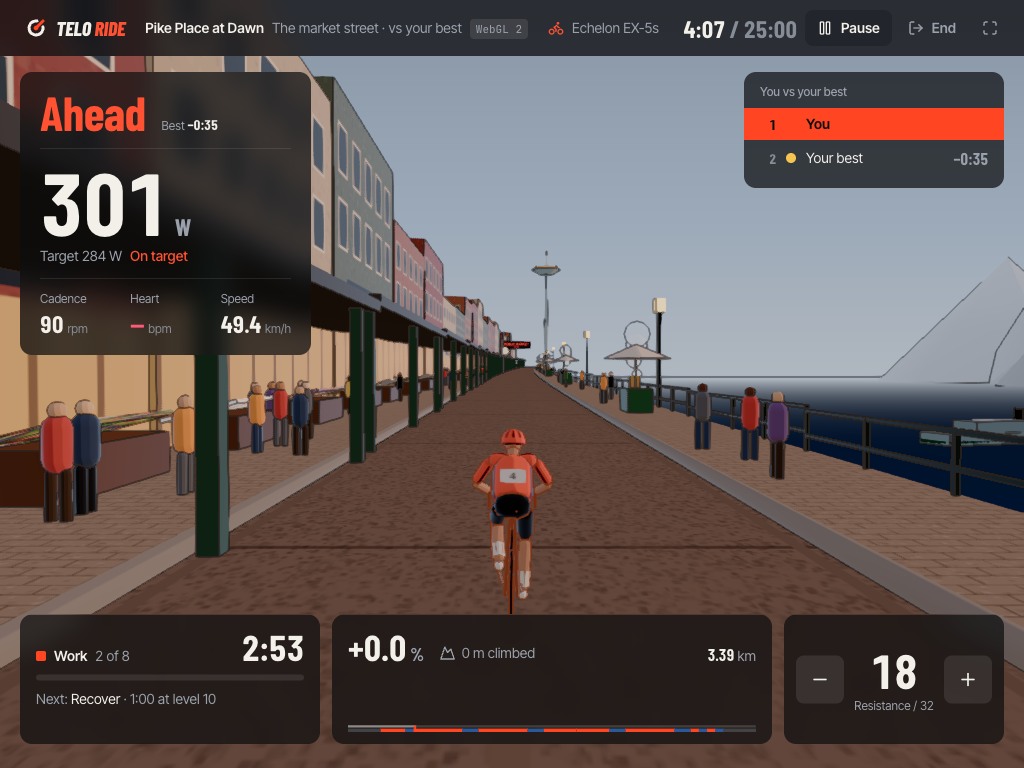 TELO RIDE Pike Place at Dawn The market street · vs your best WebGL 2 Echelon EX-5s 4:07 / 25:00 Pause End
Ahead Best −0:35
301 W
Target 284 W On target
Cadence Heart Speed
90 rpm – bpm 49.4 km/h
You vs your best
1 You
2 Your best −0:35
4
Work 2 of 8 2:53
Next: Recover · 1:00 at level 10
+0.0 % 0 m climbed 3.39 km
− 18 +
Resistance / 32